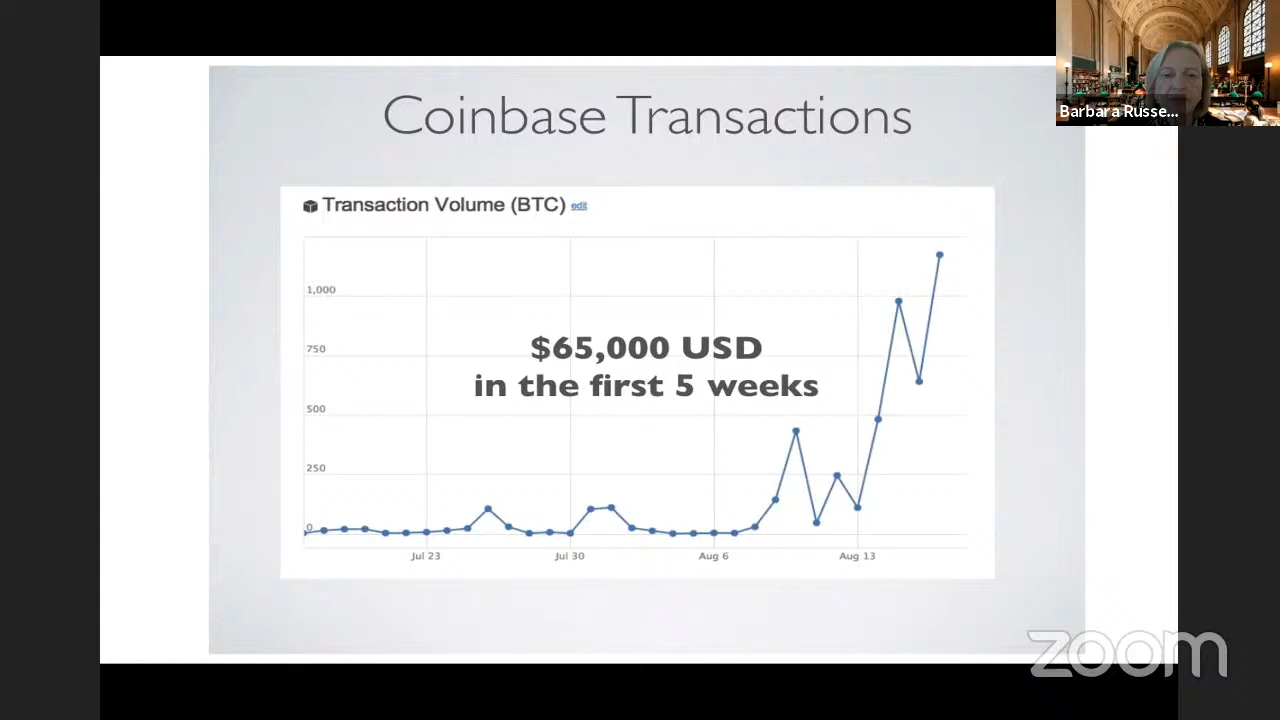 Coinbase Transactions
Barbara Russe...
Transaction Volume (BTC) edit
1,000
750
$65,000 USD
in the first 5 weeks
500
250
0
Jul 23
Jul 30
Aug 6
Aug 13
zoom